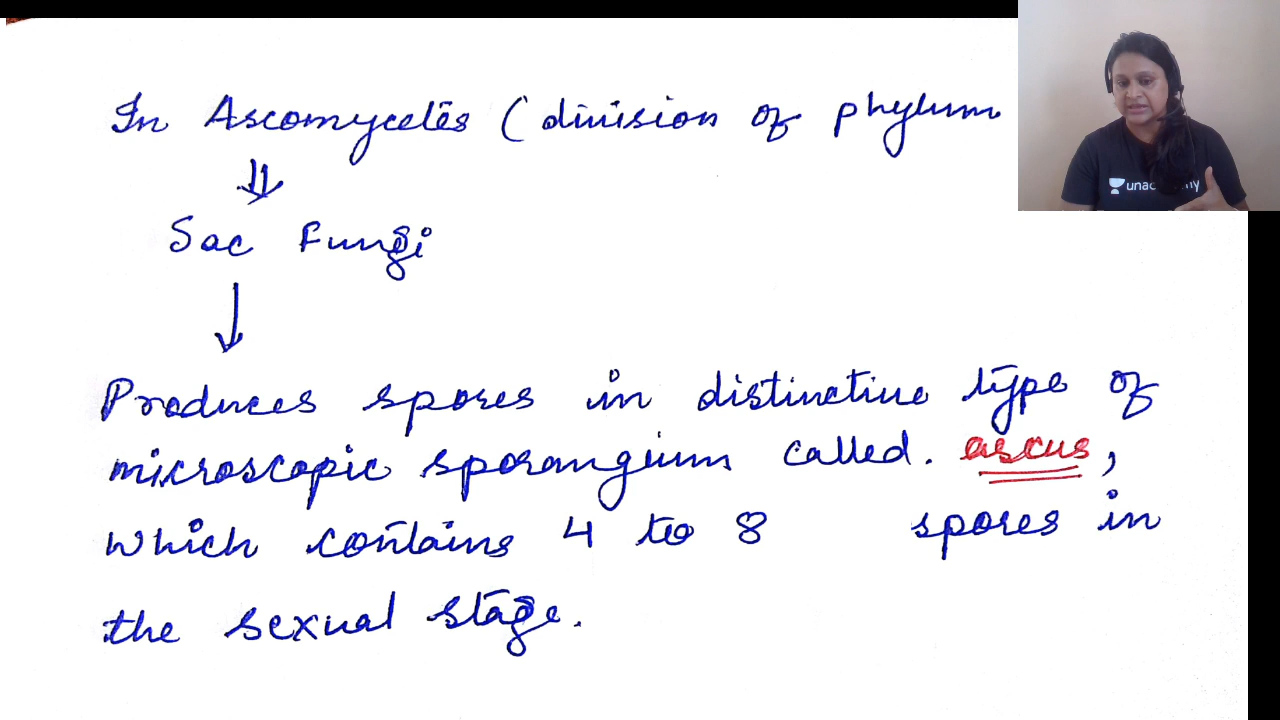 In Ascomycetes (division of phylum
⇓
Sac Fungi
↓
Produces spores in distinctive type of
microscopic sporangium called. ascus,
which contains 4 to 8 spores in
the sexual stage.